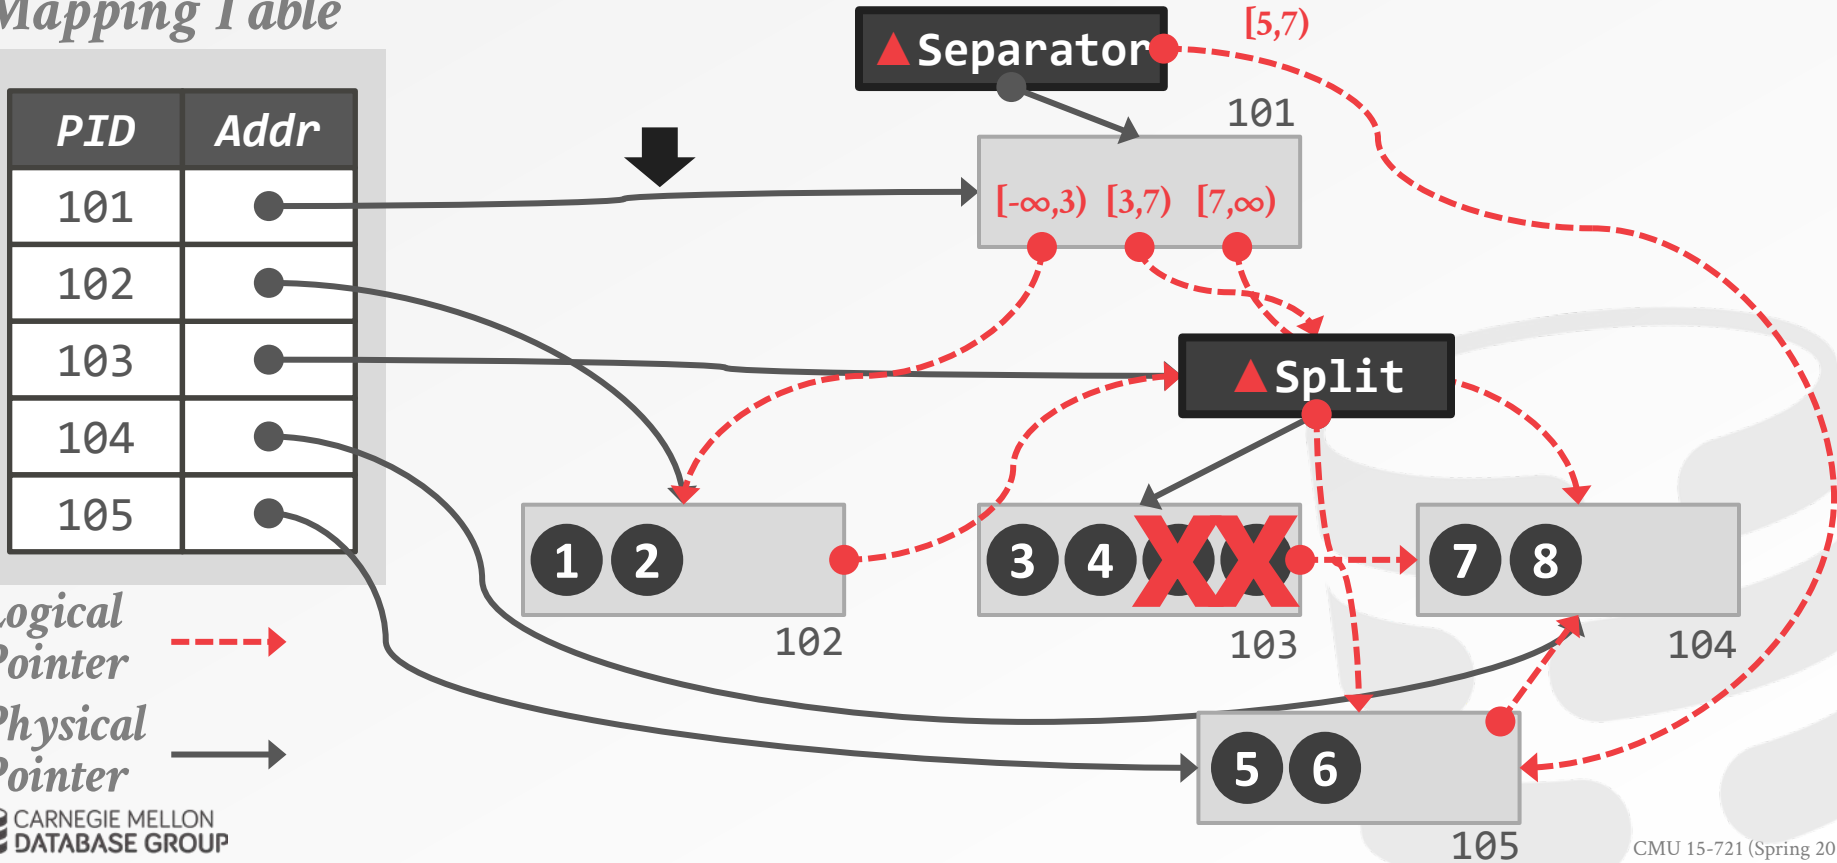 Mapping Table
PID Addr
101
102
103
104
105
▲Separator
[5,7)
101
[-∞,3) [3,7) [7,∞)
▲Split
1 2
102
3 4 X X
103
7 8
104
5 6
105
Logical
Pointer
Physical
Pointer
CARNEGIE MELLON
DATABASE GROUP
CMU 15-721 (Spring 20